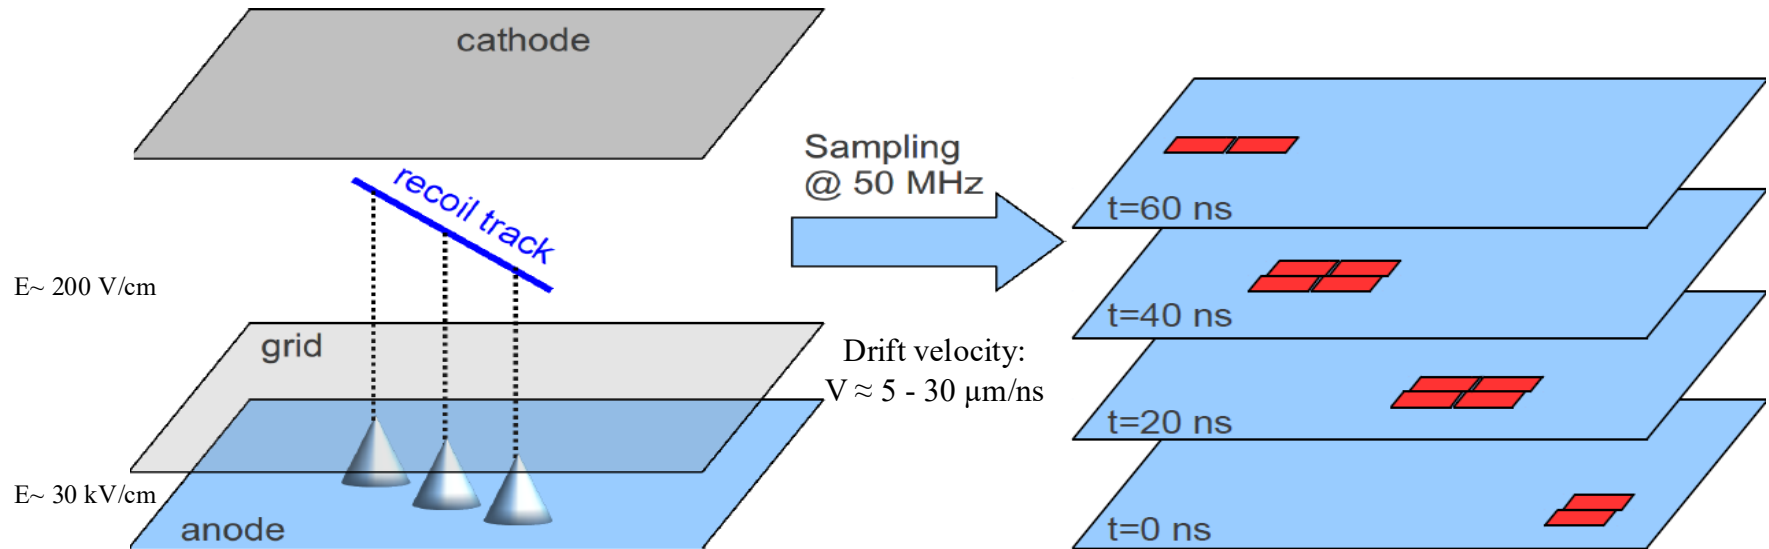 cathode
recoil track
E~ 200 V/cm
grid
E~ 30 kV/cm
anode
Sampling
@ 50 MHz
Drift velocity:
V ≈ 5 - 30 µm/ns
t=60 ns
t=40 ns
t=20 ns
t=0 ns